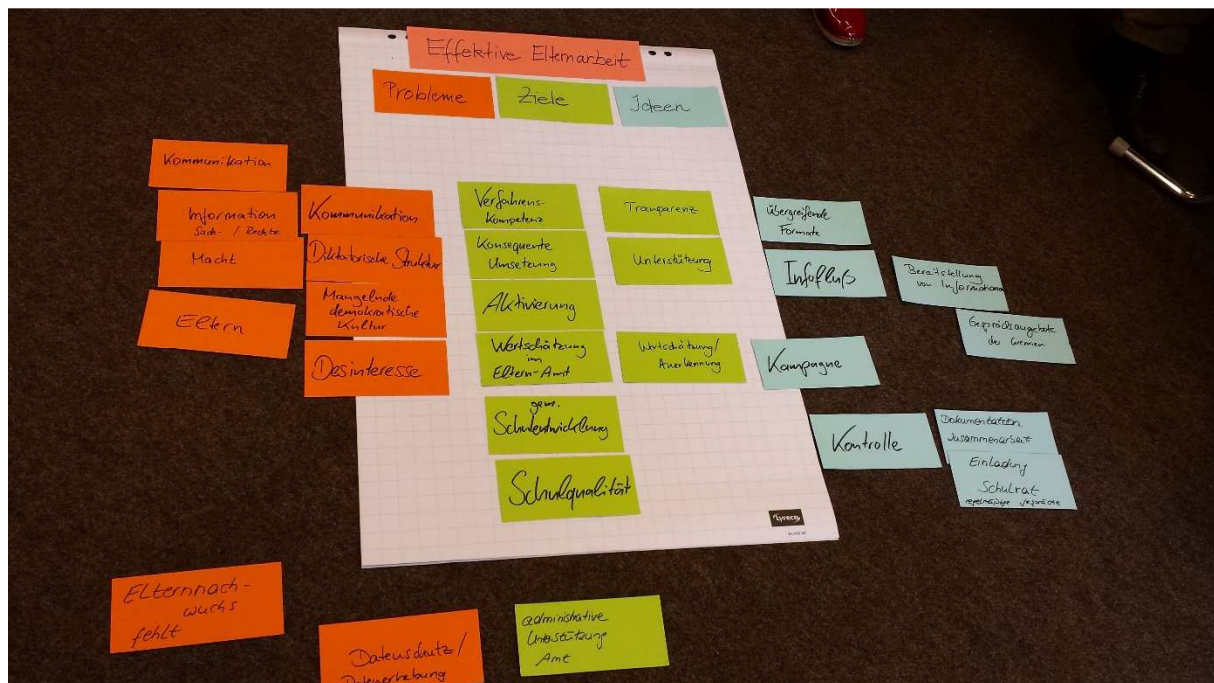 Effektive Elternarbeit
Probleme
Ziele
Ideen
Kommunikation
Information
Sach- / Rechte
Macht
Eltern
Kommunikation
Diktatorische Struktur
Mangelnde
demokratische
Kultur
Desinteresse
Verfahrens-
Kompetenz
Konsequente
Umsetzung
Aktivierung
Wertschätzung
im
Eltern-Amt
gem.
Schulentwicklung
Schulqualität
Tranparenz
Unterstützung
Wertschätzung/
Anerkennung
übergreifende
Formate
Infofluß
Kampagne
Kontrolle
Bereitstellung
von Informationen
Gesprächsangebote
der Gremien
Dokumentation
Zusammenarbeit
Einladung
Schulrat
regelmäßige Gespräche
lyreco
Elternnach-
wuchs
fehlt
Datenschutz/
Datenerhebung
administrative
Unterstützung
Amt